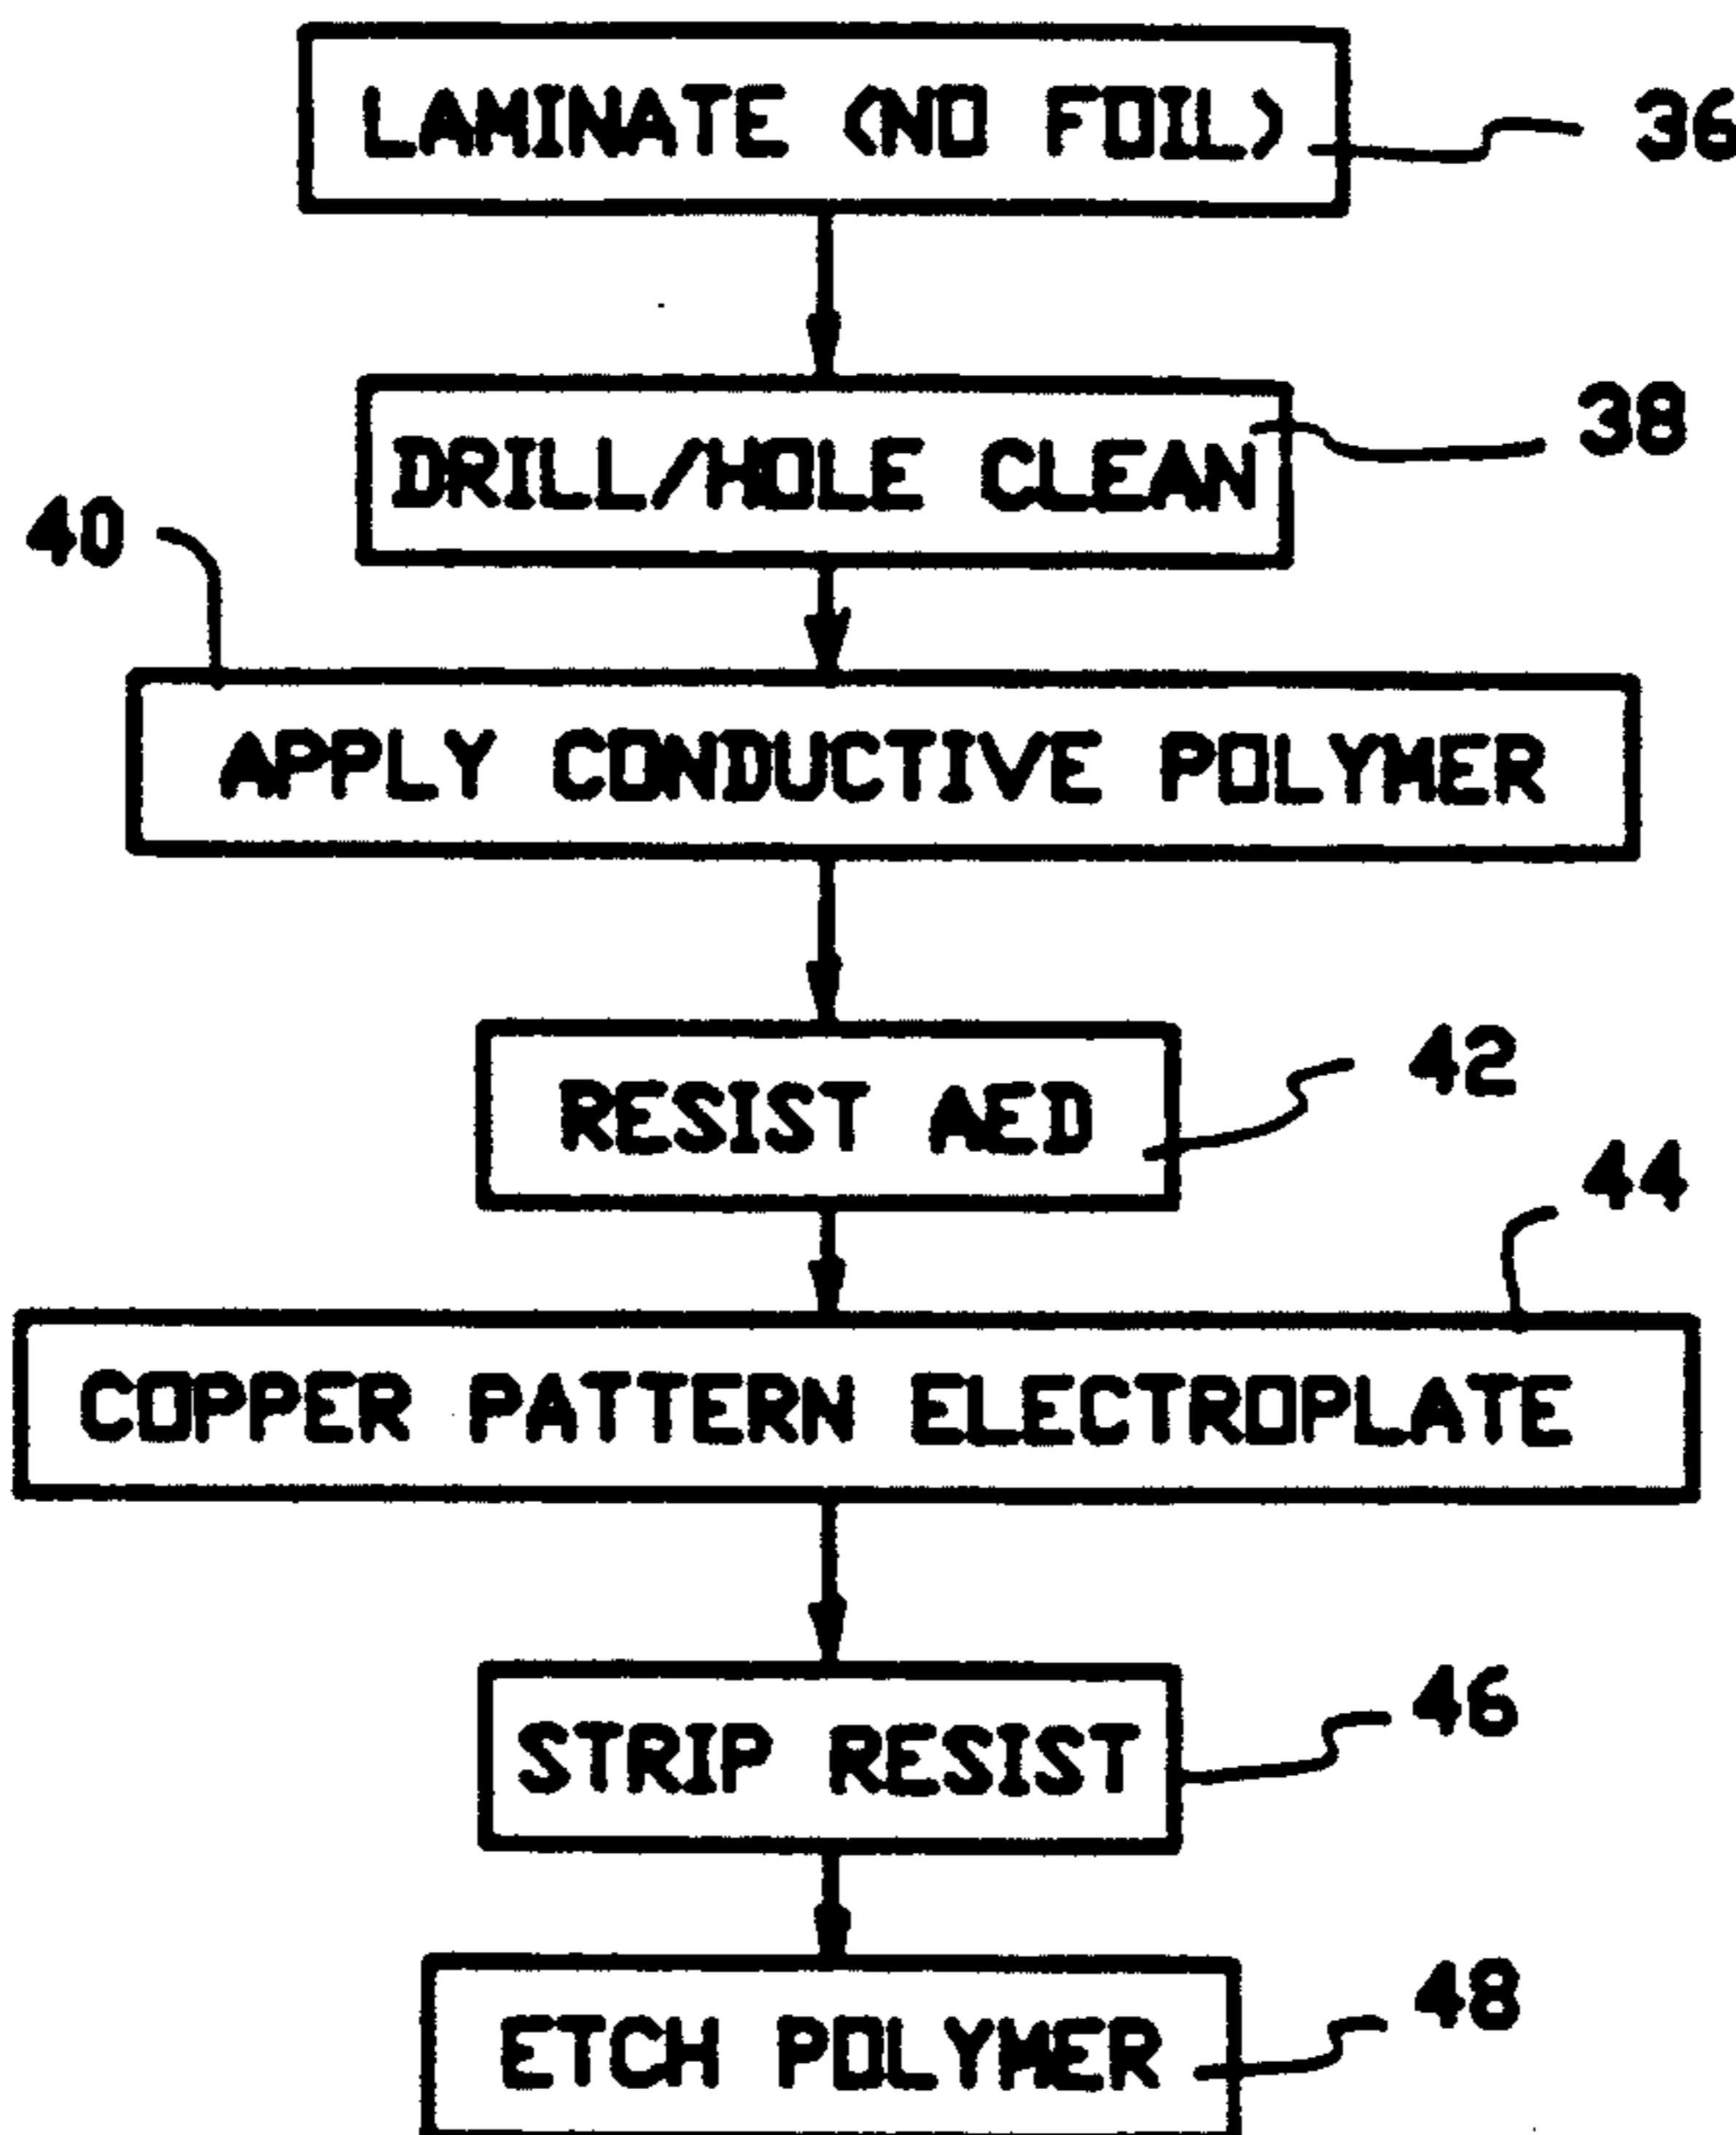 LAMINATE (NO FOIL)
36
DRILL/HOLE CLEAN
38
40
APPLY CONDUCTIVE POLYMER
RESIST AED
42
44
COPPER PATTERN ELECTROPLATE
STRIP RESIST
46
ETCH POLYMER
48